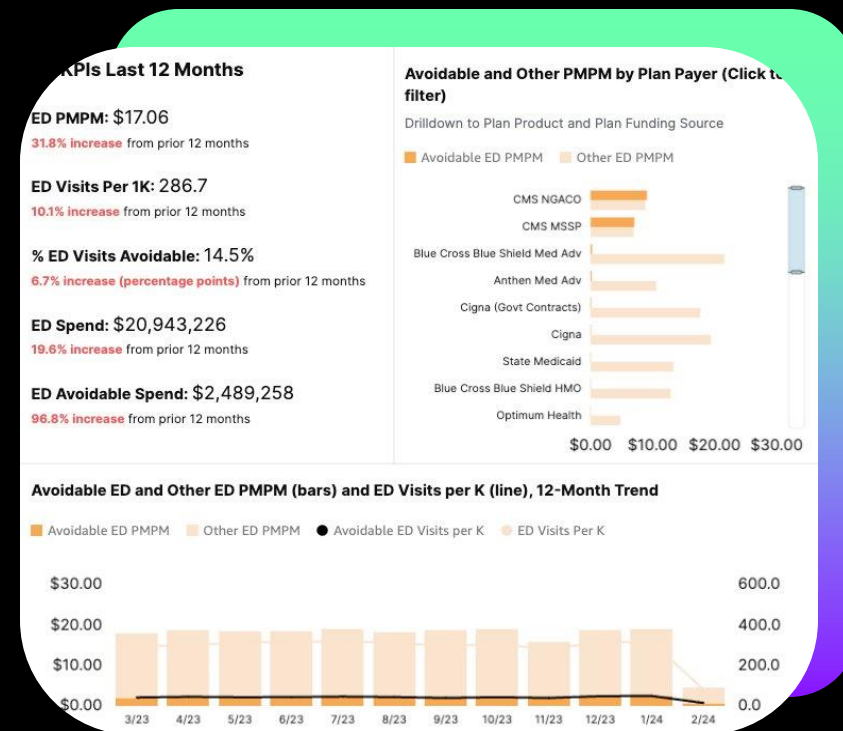 KPIs Last 12 Months
ED PMPM: $17.06
31.8% increase from prior 12 months
ED Visits Per 1K: 286.7
10.1% increase from prior 12 months
% ED Visits Avoidable: 14.5%
6.7% increase (percentage points) from prior 12 months
ED Spend: $20,943,226
19.6% increase from prior 12 months
ED Avoidable Spend: $2,489,258
96.8% increase from prior 12 months
Avoidable and Other PMPM by Plan Payer (Click to
filter)
Drilldown to Plan Product and Plan Funding Source
Avoidable ED PMPM Other ED PMPM
CMS NGACO
CMS MSSP
Blue Cross Blue Shield Med Adv
Anthen Med Adv
Cigna (Govt Contracts)
Cigna
State Medicaid
Blue Cross Blue Shield HMO
Optimum Health
$0.00 $10.00 $20.00 $30.00
Avoidable ED and Other ED PMPM (bars) and ED Visits per K (line), 12-Month Trend
Avoidable ED PMPM Other ED PMPM Avoidable ED Visits per K ED Visits Per K
$30.00 600.0
$20.00 400.0
$10.00 200.0
$0.00 0.0
3/23 4/23 5/23 6/23 7/23 8/23 9/23 10/23 11/23 12/23 1/24 2/24